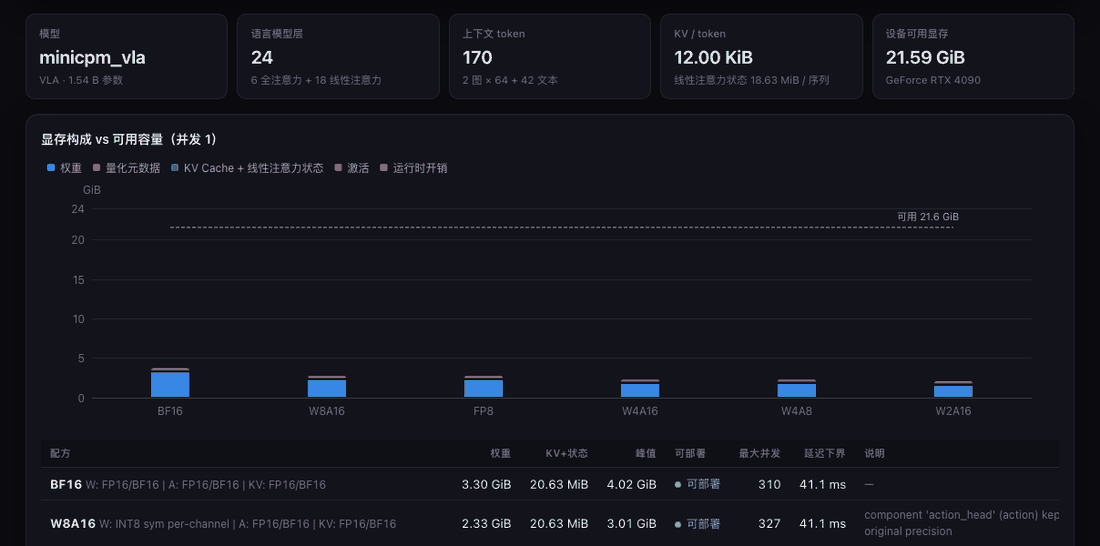 模型
minicpm_vla
VLA · 1.54 B 参数
语言模型层
24
6 全注意力 + 18 线性注意力
上下文 token
170
2 图 × 64 + 42 文本
KV / token
12.00 KiB
线性注意力状态 18.63 MiB / 序列
设备可用显存
21.59 GiB
GeForce RTX 4090
显存构成 vs 可用容量（并发 1）
权重 量化元数据 KV Cache + 线性注意力状态 激活 运行时开销
GiB
24
可用 21.6 GiB
20
15
10
5
0
BF16 W8A16 FP8 W4A16 W4A8 W2A16
配方 权重 KV+状态 峰值 可部署 最大并发 延迟下界 说明
BF16 W: FP16/BF16 | A: FP16/BF16 | KV: FP16/BF16 3.30 GiB 20.63 MiB 4.02 GiB 可部署 310 41.1 ms —
W8A16 W: INT8 sym per-channel | A: FP16/BF16 | KV: FP16/BF16 2.33 GiB 20.63 MiB 3.01 GiB 可部署 327 41.1 ms component 'action_head' (action) kep
original precision